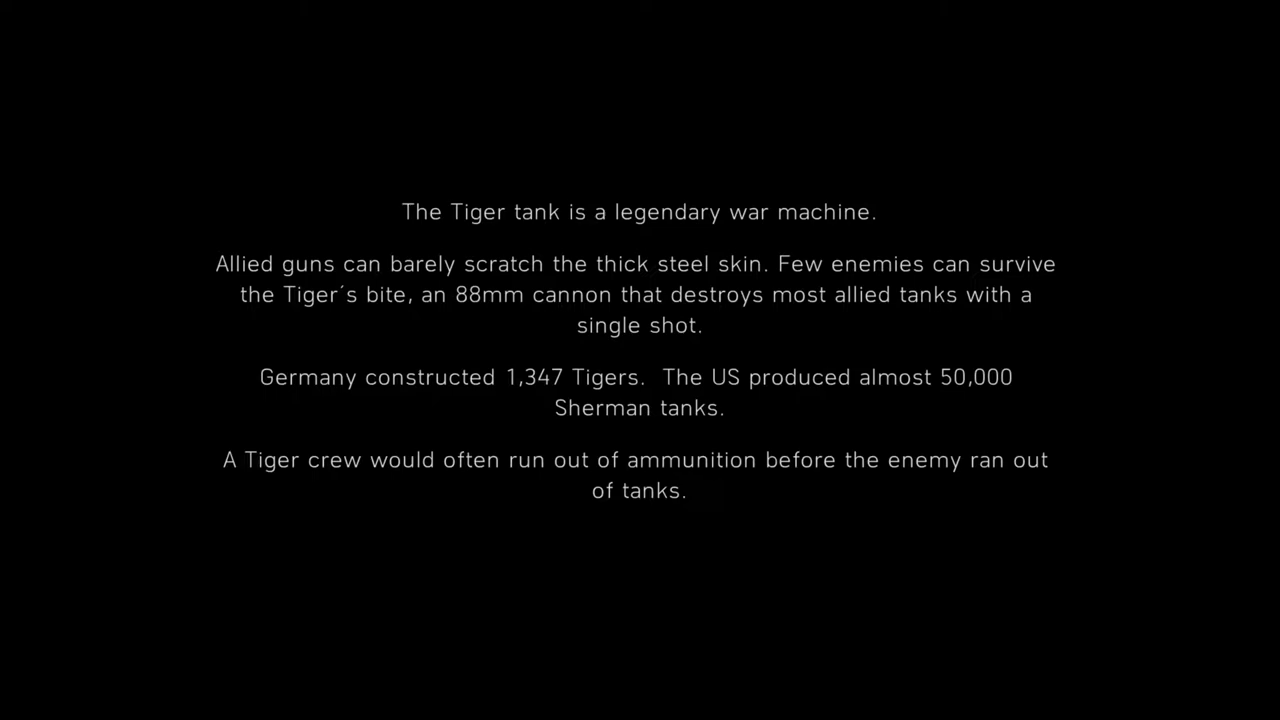 The Tiger tank is a legendary war machine.
Allied guns can barely scratch the thick steel skin. Few enemies can survive
the Tiger´s bite, an 88mm cannon that destroys most allied tanks with a
single shot.
Germany constructed 1,347 Tigers.  The US produced almost 50,000
Sherman tanks.
A Tiger crew would often run out of ammunition before the enemy ran out
of tanks.